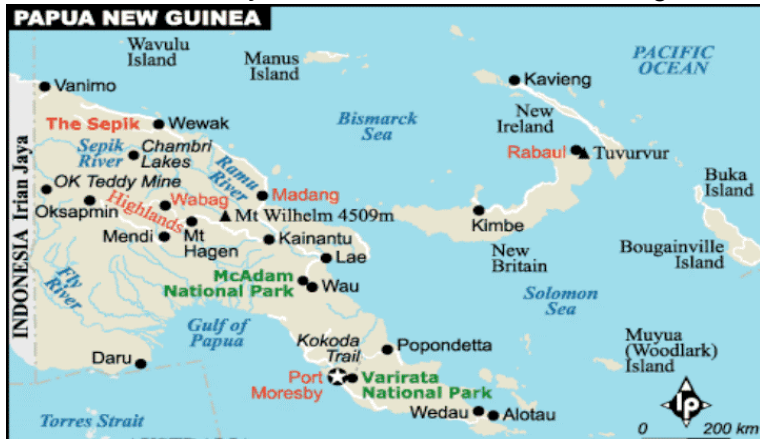 PAPUA NEW GUINEA
Wavulu
Island
Manus
Island
PACIFIC
OCEAN
Vanimo
Kavieng
The Sepik
Wewak
Bismarck
Sea
New
Ireland
Sepik
River
Chambri
Lakes
Ramu
River
Rabaul
Tuvurvur
OK Teddy Mine
Buka
Island
Oksapmin
Highlands
Wabag
Madang
Mt Wilhelm 4509m
Mendi
Mt
Hagen
Kainantu
Kimbe
New
Britain
Bougainville
Island
INDONESIA Irian Jaya
Fly
River
Lae
McAdam
National Park
Wau
Solomon
Sea
Gulf of
Papua
Kokoda
Trail
Popondetta
Muyua
(Woodlark)
Island
Daru
Port
Moresby
Varirata
National Park
Wedau
Alotau
lp
Torres Strait
0 200 km